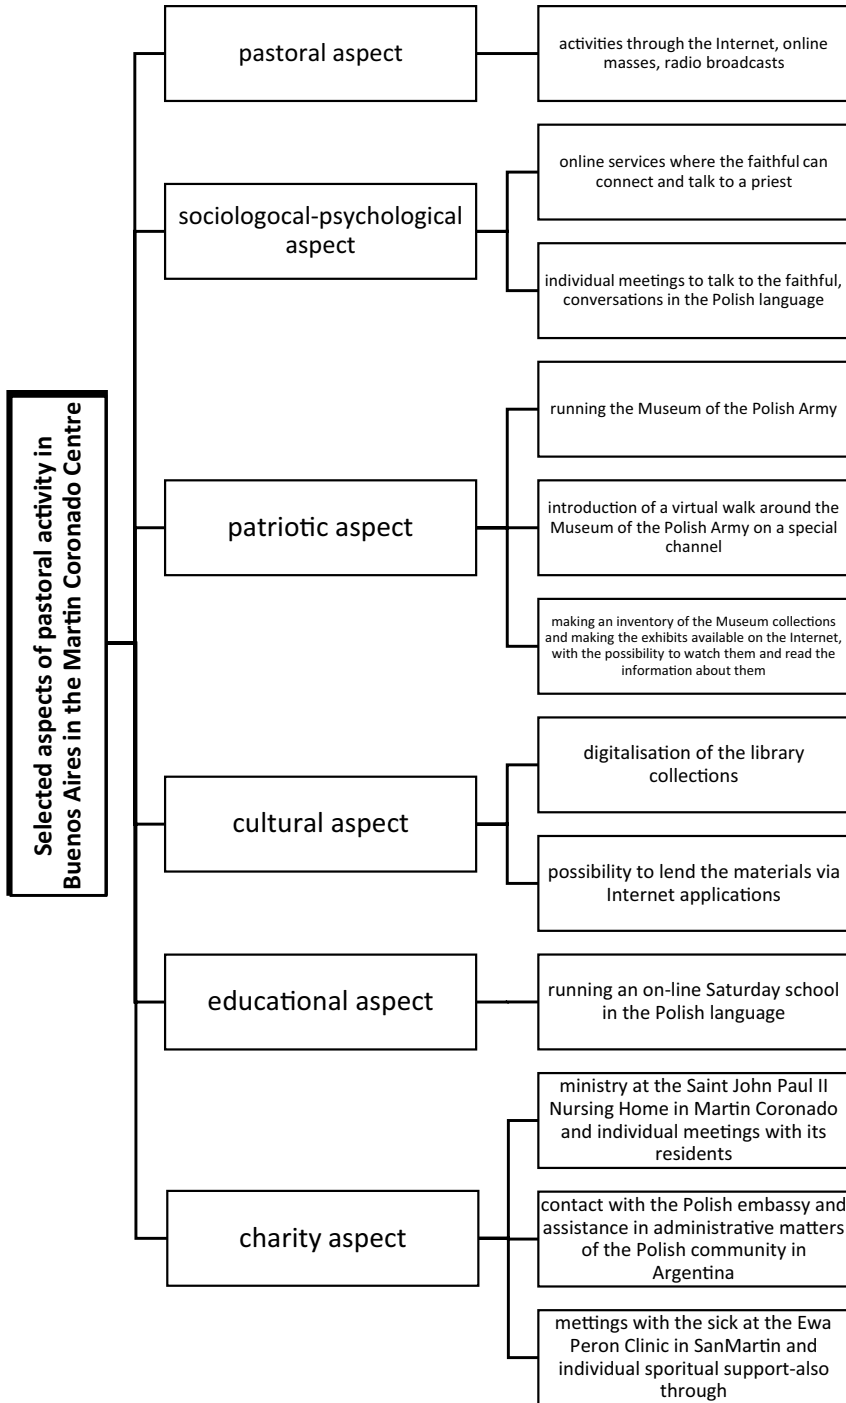 Selected aspects of pastoral activity in
Buenos Aires in the Martin Coronado Centre
pastoral aspect
activities through the Internet, online
masses, radio broadcasts
sociologocal-psychological
aspect
online services where the faithful can
connect and talk to a priest
individual meetings to talk to the faithful,
conversations in the Polish language
patriotic aspect
running the Museum of the Polish Army
introduction of a virtual walk around the
Museum of the Polish Army on a special
channel
making an inventory of the Museum collections
and making the exhibits available on the Internet,
with the possibility to watch them and read the
information about them
cultural aspect
digitalisation of the library
collections
possibility to lend the materials via
Internet applications
educational aspect
running an on-line Saturday school
in the Polish language
charity aspect
ministry at the Saint John Paul II
Nursing Home in Martin Coronado
and individual meetings with its
residents
contact with the Polish embassy and
assistance in administrative matters
of the Polish community in
Argentina
mettings with the sick at the Ewa
Peron Clinic in SanMartin and
individual sporitual support-also
through